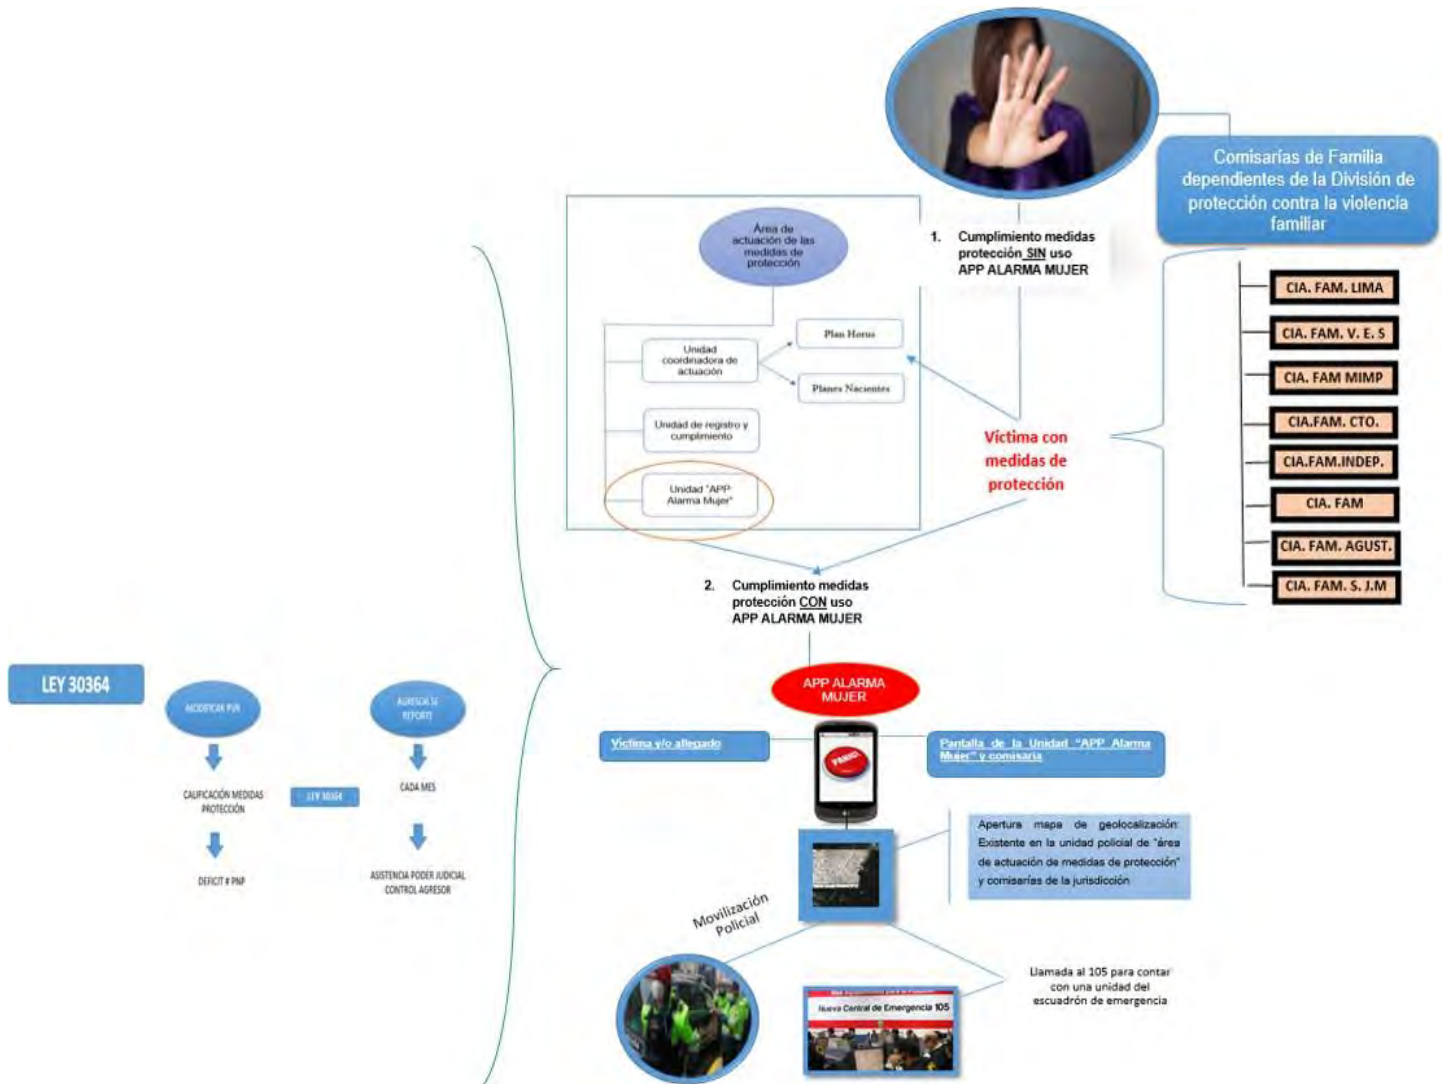 Comisarías de Familia
dependientes de la División de
protección contra la violencia
familiar
Área de
actuación de las
medidas de
protección
1. Cumplimiento medidas
protección SIN uso
APP ALARMA MUJER
CIA. FAM. LIMA
CIA. FAM. V. E. S
CIA. FAM MIMP
CIA.FAM. CTO.
CIA.FAM.INDEP.
CIA. FAM
CIA. FAM. AGUST.
CIA. FAM. S. J.M
Unidad
coordinadora de
actuación
Plan Horus
Planes Nacientes
Unidad de registro y
cumplimiento
Unidad "APP
Alarma Mujer"
Víctima con
medidas de
protección
2. Cumplimiento medidas
protección CON uso
APP ALARMA MUJER
LEY 30364
MODIFICAR PVR
CALIFICACIÓN MEDIDAS
PROTECCIÓN
DEFICIT # PNP
LEY 30364
AGRESOR SE
REPORTE
CADA MES
ASISTENCIA PODER JUDICIAL
CONTROL AGRESOR
APP ALARMA
MUJER
Víctima y/o allegado
PANIC!
Pantalla de la Unidad "APP Alarma
Mujer" y comisaría
Apertura mapa de geolocalización:
Existente en la unidad policial de "área
de actuación de medidas de protección"
y comisarías de la jurisdicción
Movilización
Policial
Llamada al 105 para contar
con una unidad del
escuadrón de emergencia
Nueva Central de Emergencia 105